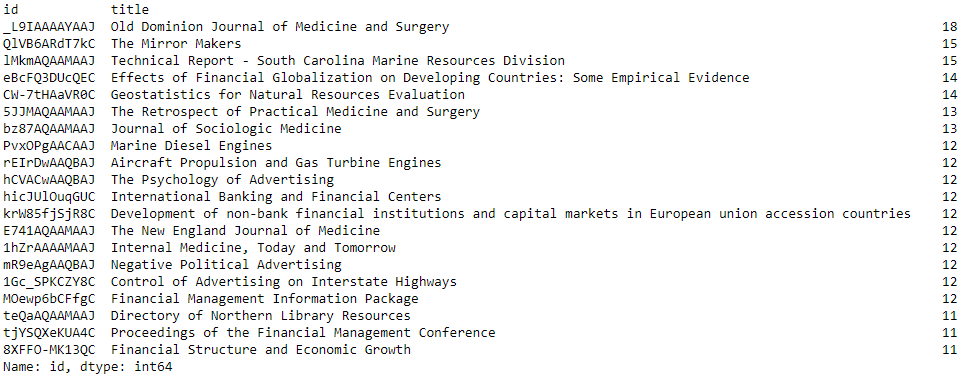 id title
_L9IAAAAYAAJ Old Dominion Journal of Medicine and Surgery 18
QlVB6ARdT7kC The Mirror Makers 15
lMkmAQAAMAAJ Technical Report - South Carolina Marine Resources Division 15
eBcFQ3DUcQEC Effects of Financial Globalization on Developing Countries: Some Empirical Evidence 14
CW-7tHAaVR0C Geostatistics for Natural Resources Evaluation 14
5JJMAQAAMAAJ The Retrospect of Practical Medicine and Surgery 13
bz87AQAAMAAJ Journal of Sociologic Medicine 13
PvxOPgAACAAJ Marine Diesel Engines 12
rEIrDwAAQBAJ Aircraft Propulsion and Gas Turbine Engines 12
hCVACwAAQBAJ The Psychology of Advertising 12
hicJUlOuqGUC International Banking and Financial Centers 12
krW85fjSjR8C Development of non-bank financial institutions and capital markets in European union accession countries 12
E741AQAAMAAJ The New England Journal of Medicine 12
1hZrAAAAMAAJ Internal Medicine, Today and Tomorrow 12
mR9eAgAAQBAJ Negative Political Advertising 12
1Gc_SPKCZY8C Control of Advertising on Interstate Highways 12
MOewp6bCFfgC Financial Management Information Package 12
teQaAQAAMAAJ Directory of Northern Library Resources 11
tjYSQXeKUA4C Proceedings of the Financial Management Conference 11
8XFFO-MK13QC Financial Structure and Economic Growth 11
Name: id, dtype: int64